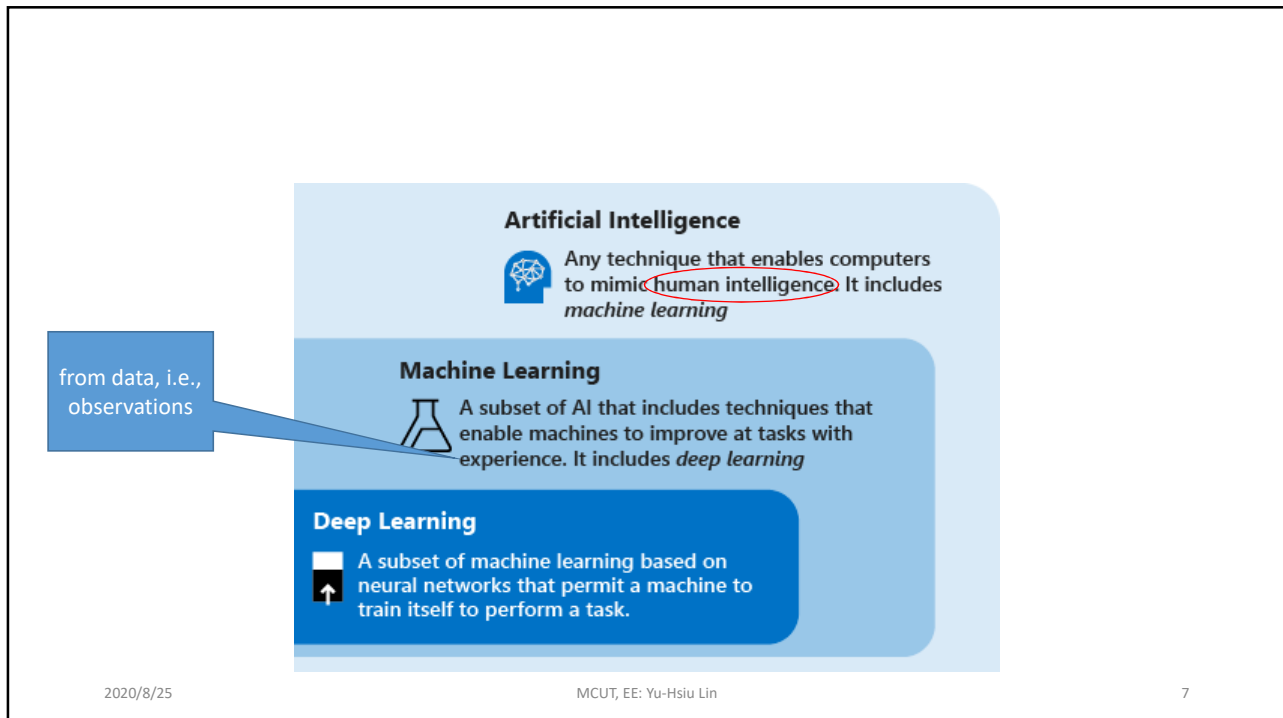 Artificial Intelligence
Any technique that enables computers
to mimic human intelligence. It includes
machine learning
from data, i.e.,
observations
Machine Learning
A subset of AI that includes techniques that
enable machines to improve at tasks with
experience. It includes deep learning
Deep Learning
A subset of machine learning based on
neural networks that permit a machine to
train itself to perform a task.
2020/8/25
MCUT, EE: Yu-Hsiu Lin
7